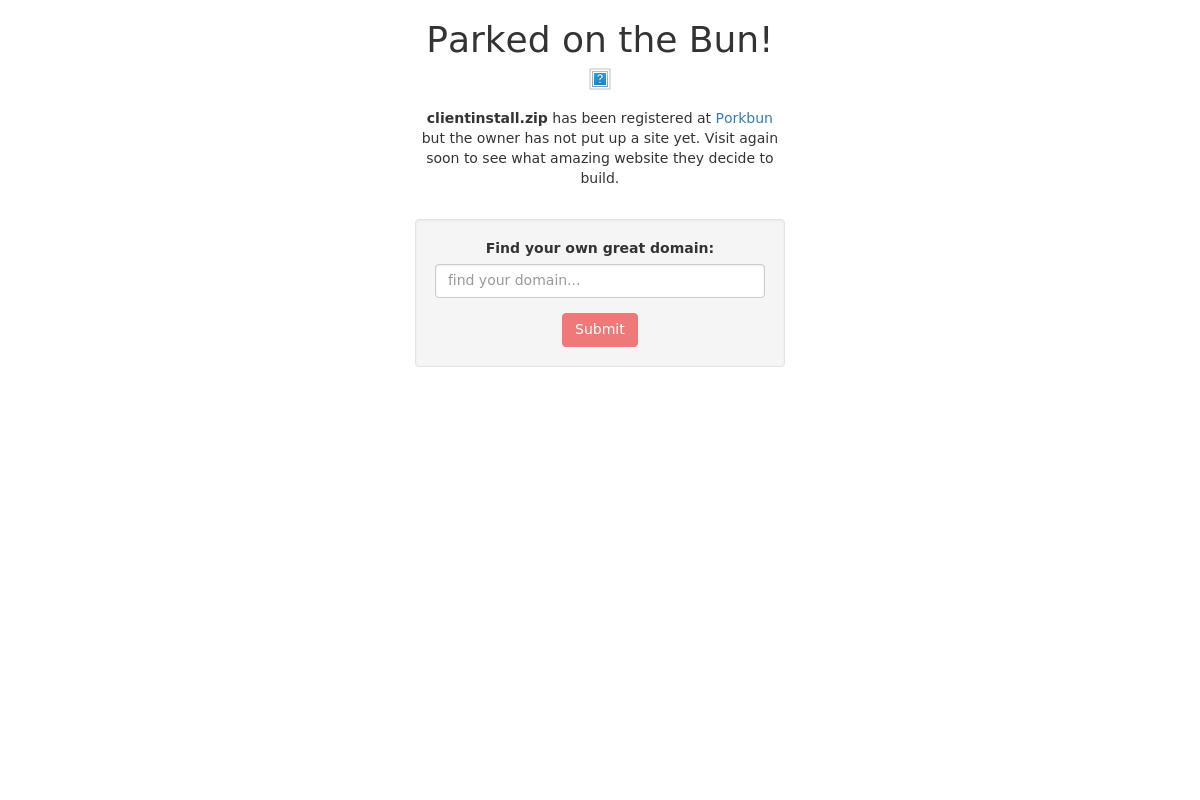 Parked on the Bun!
clientinstall.zip has been registered at Porkbun
but the owner has not put up a site yet. Visit again
soon to see what amazing website they decide to
build.
Find your own great domain:
find your domain...
Submit